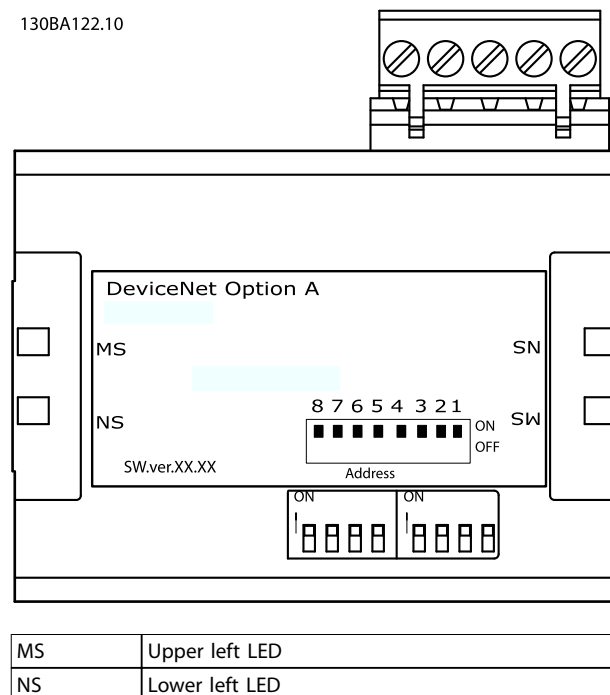 130BA122.10
DeviceNet Option A
MS
SN
8 7 6 5 4 3 2 1
ON
NS
SM
OFF
SW.ver.XX.XX
Address
ON ON
MS Upper left LED
NS Lower left LED